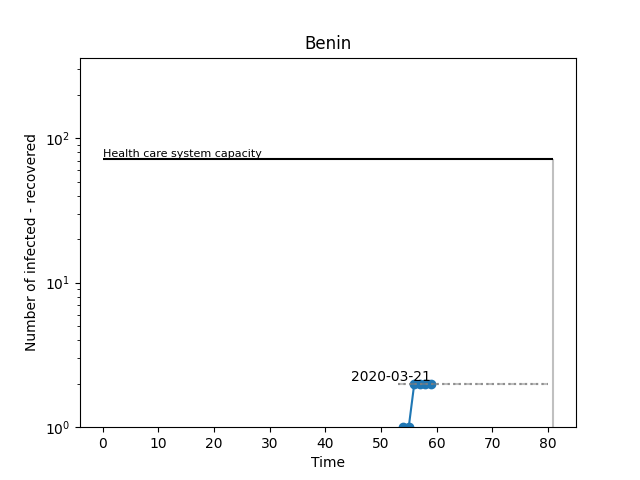 Benin
Number of infected - recovered
10²
10¹
10⁰
Health care system capacity
2020-03-21
0 10 20 30 40 50 60 70 80
Time